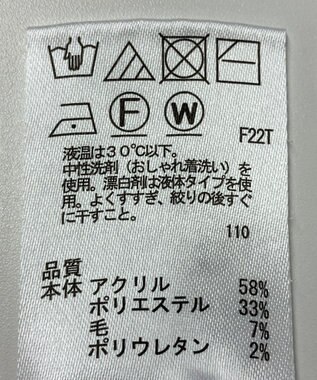 F W
F22T
液温は30℃以下。
中性洗剤（おしゃれ着洗い）を
使用。漂白剤は液体タイプを使
用。よくすすぎ、絞りの後すぐ
に干すこと。
110
品質
本体 アクリル 58%
ポリエステル 33%
毛 7%
ポリウレタン 2%